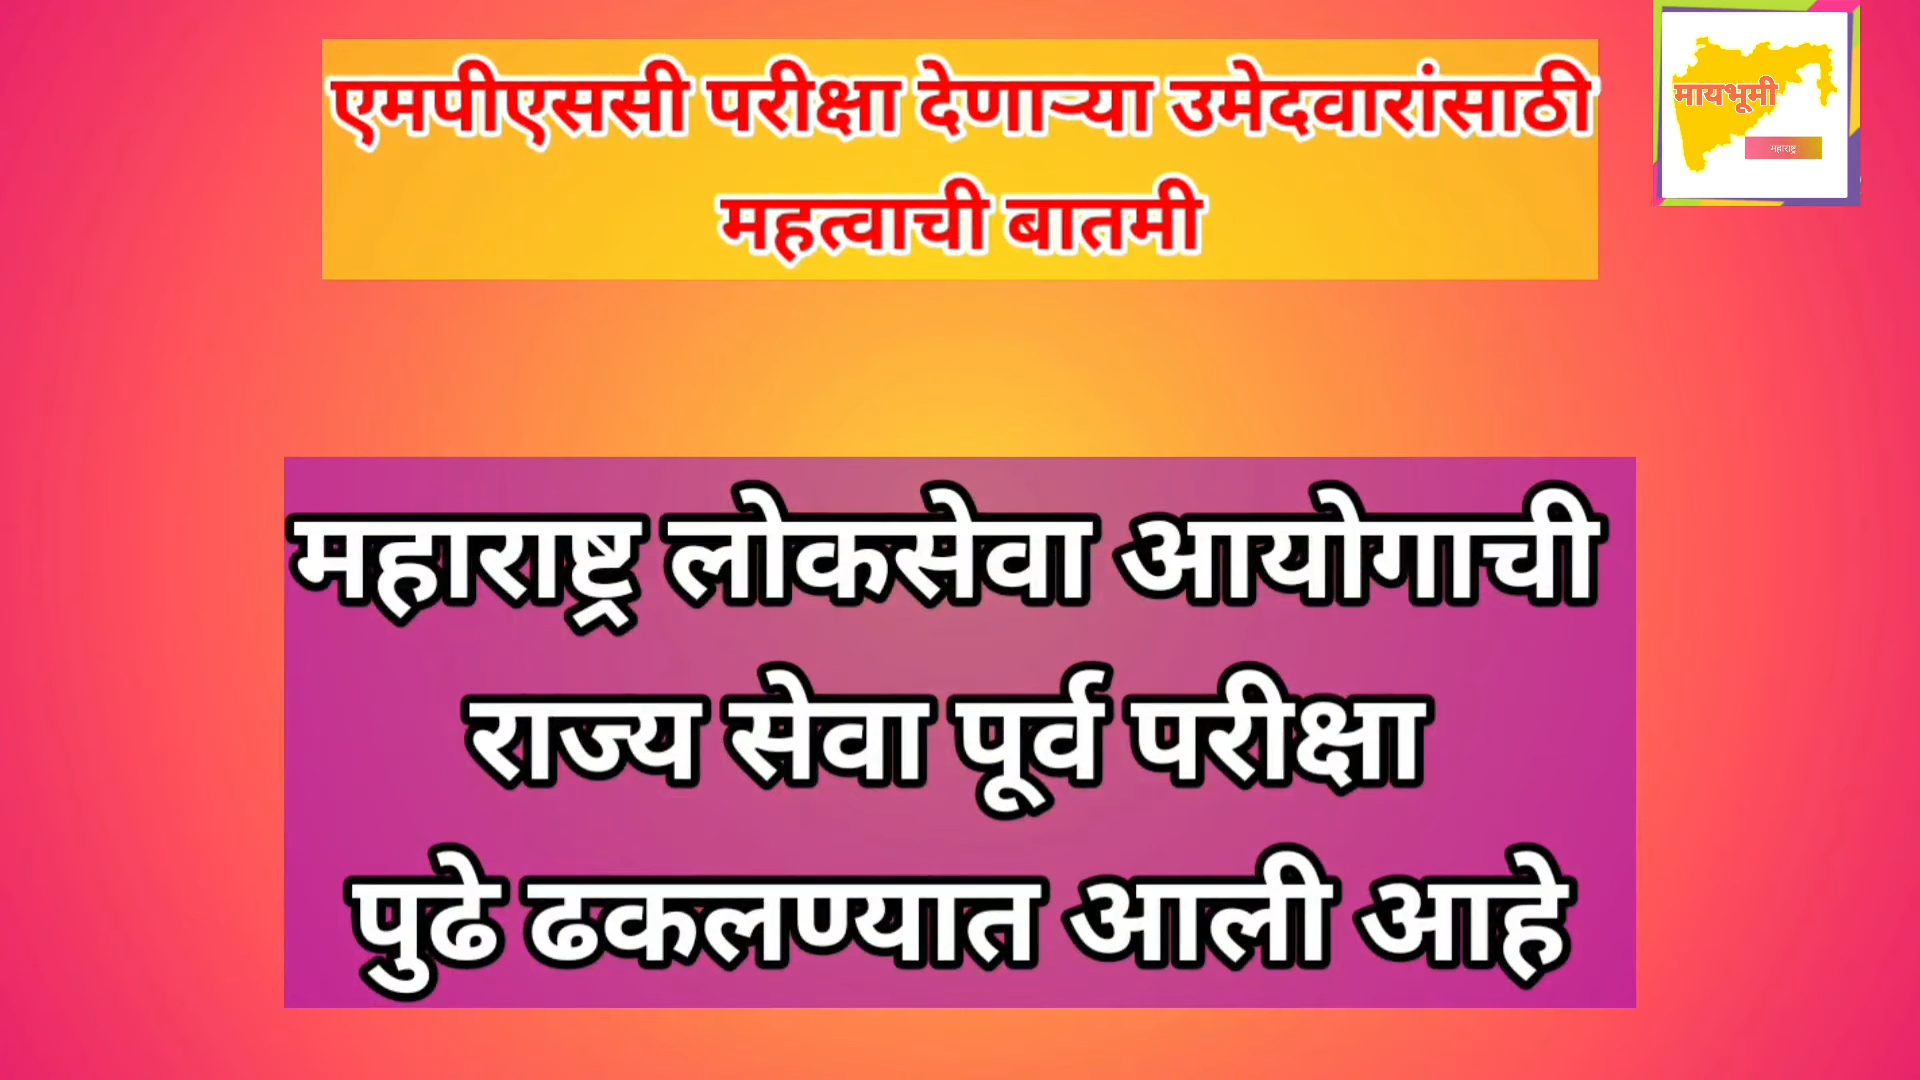 एमपीएससी परीक्षा देणाऱ्या उमेदवारांसाठी
महत्वाची बातमी
मायभूमी
महाराष्ट्र
महाराष्ट्र लोकसेवा आयोगाची
राज्य सेवा पूर्व परीक्षा
पुढे ढकलण्यात आली आहे